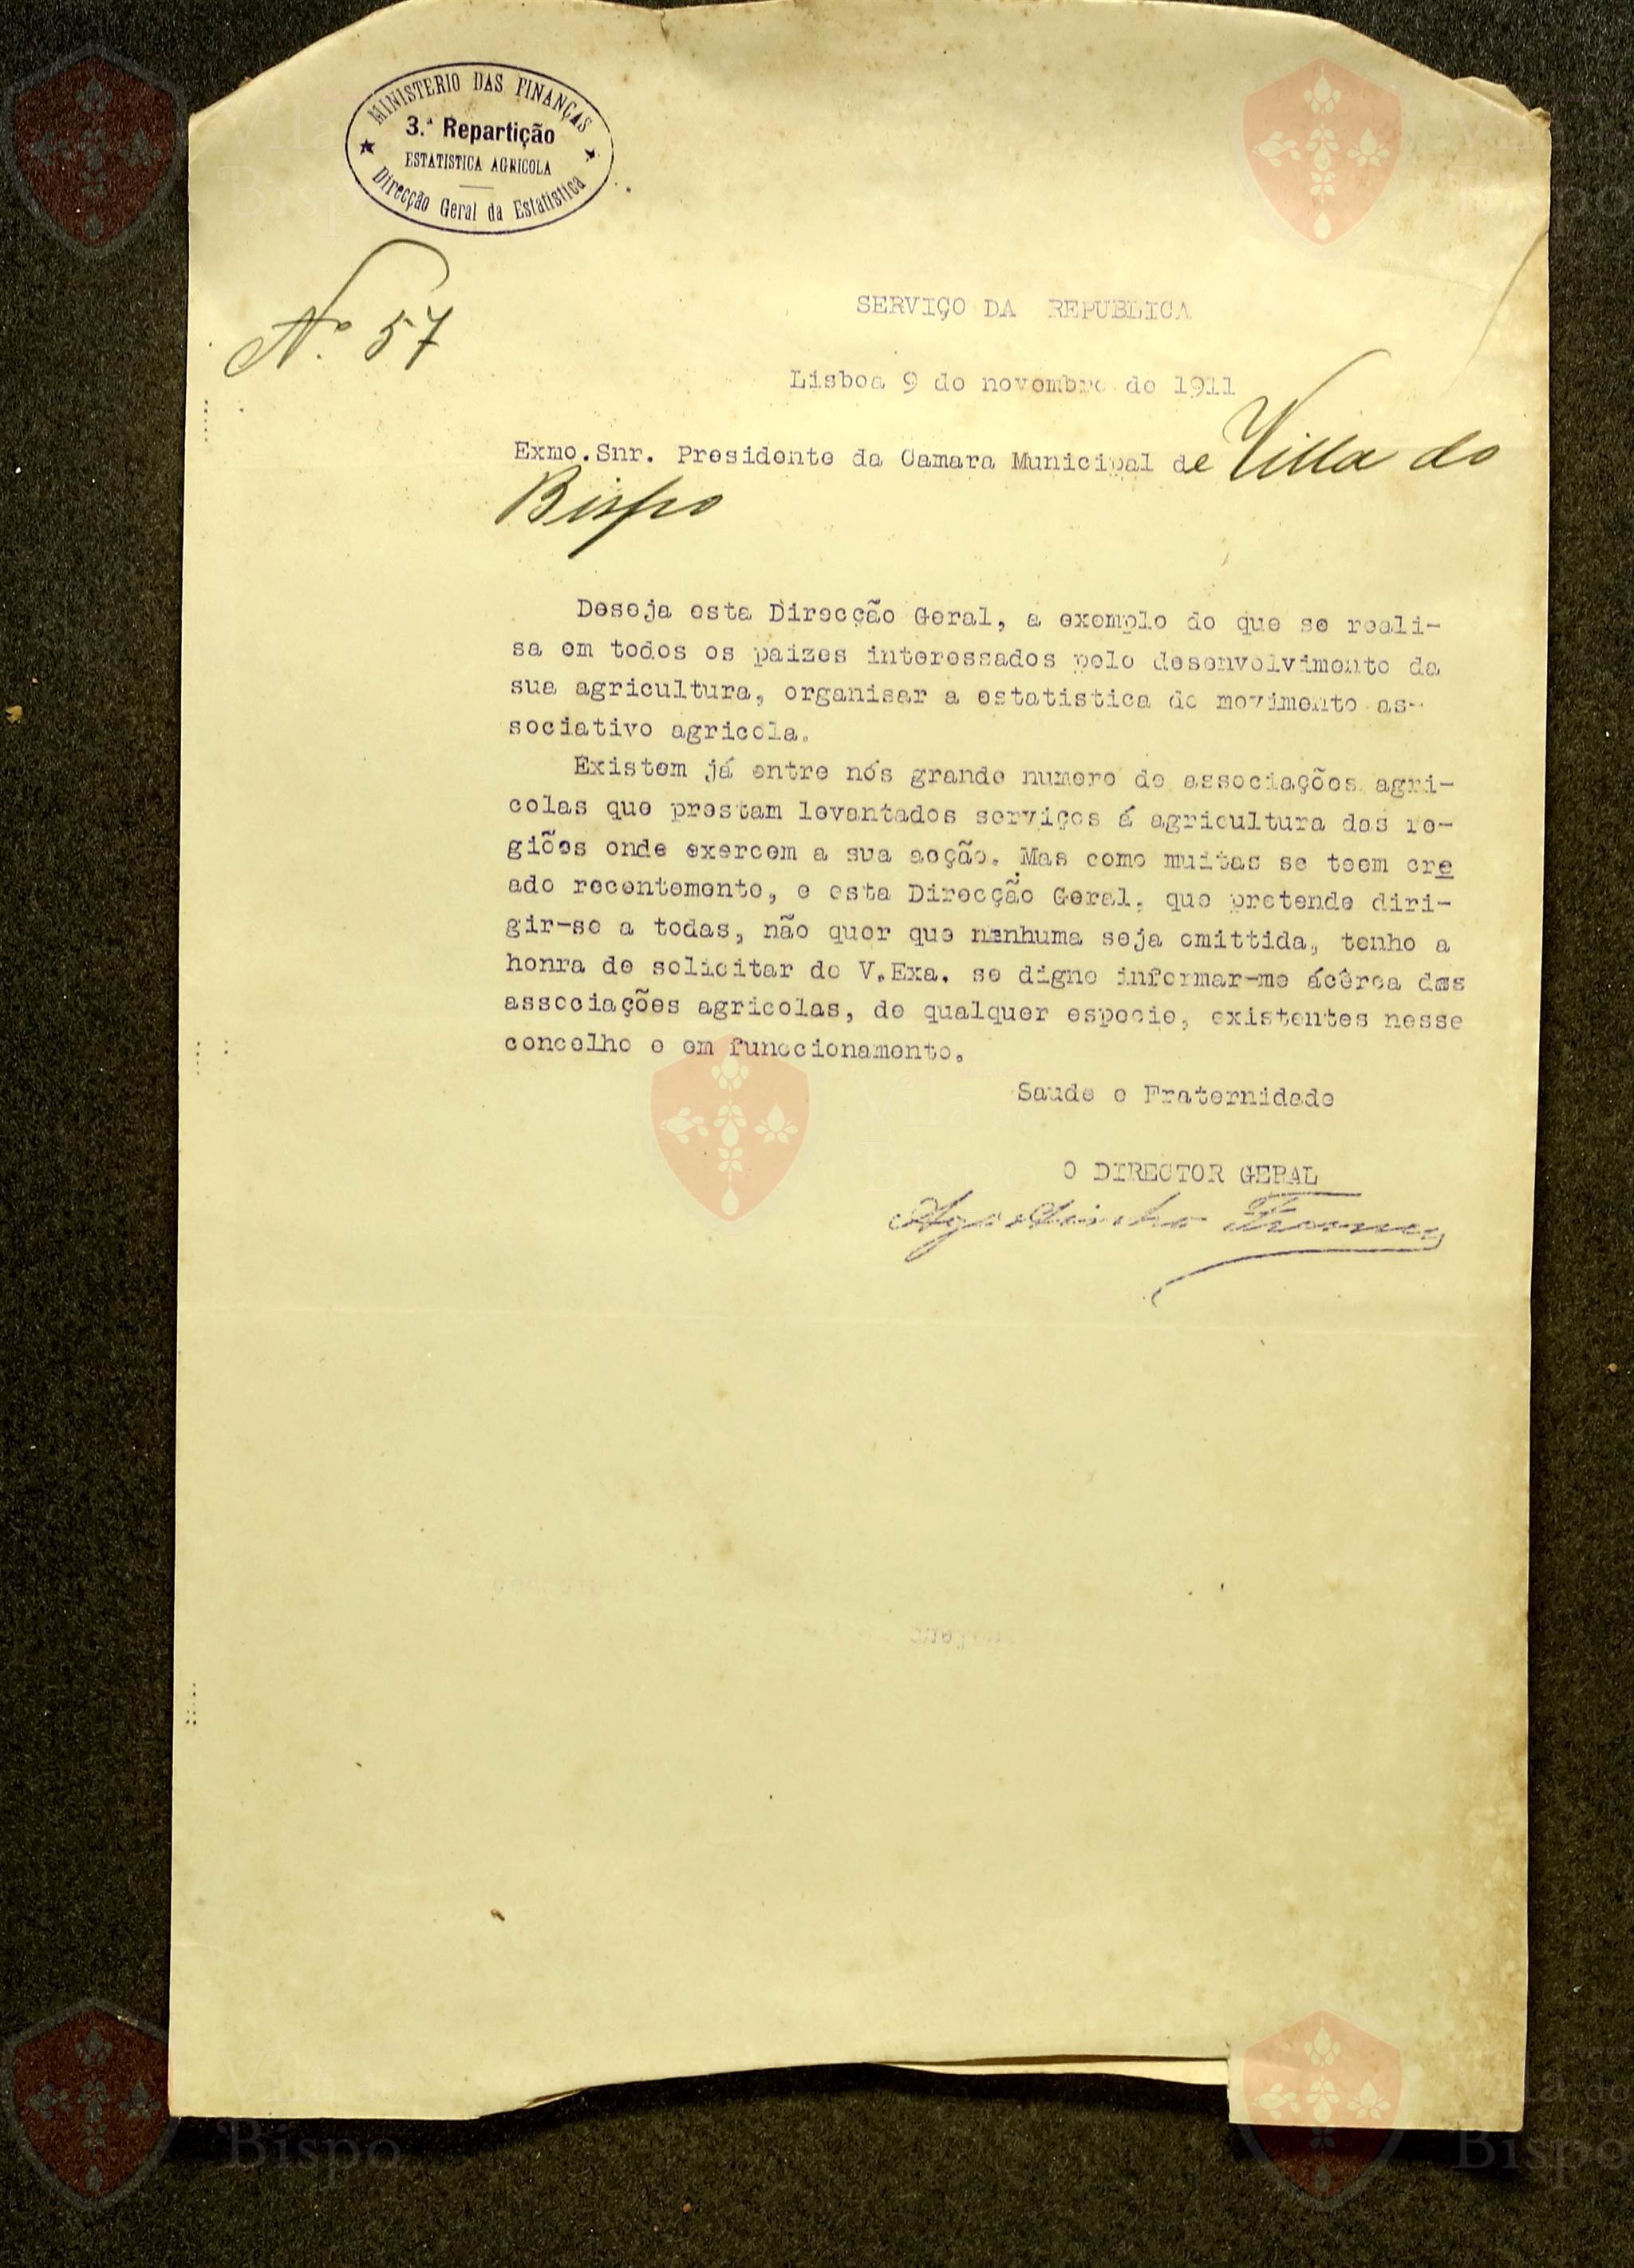 MINISTERIO DAS FINANÇAS
3.ª Repartição
ESTATISTICA AGRICOLA
Direcção Geral da Estatistica
Nº 57
SERVIÇO DA REPUBLICA
Lisboa 9 de novembro de 1911
Exmo.Snr. Presidente da Camara Municipal de Villa do
Bispo
Deseja esta Direcção Geral, a exemplo do que se reali-
sa em todos os paizes interessados pelo desenvolvimento da
sua agricultura, organisar a estatistica do movimento as-
sociativo agricola.
Existem já entre nós grande numero de associações agri-
colas que prestam levantados serviços á agricultura das re-
giões onde exercem a sua acção. Mas como muitas se teem cre
ado recentemente, e esta Direcção Geral, que pretende diri-
gir-se a todas, não quer que nenhuma seja omittida, tenho a
honra de solicitar de V.Exa. se digne informar-me ácêrca das
associações agricolas, de qualquer especie, existentes nesse
concelho e em funccionamento.
Saude e Fraternidade
O DIRECTOR GERAL
Bispo
Bispo